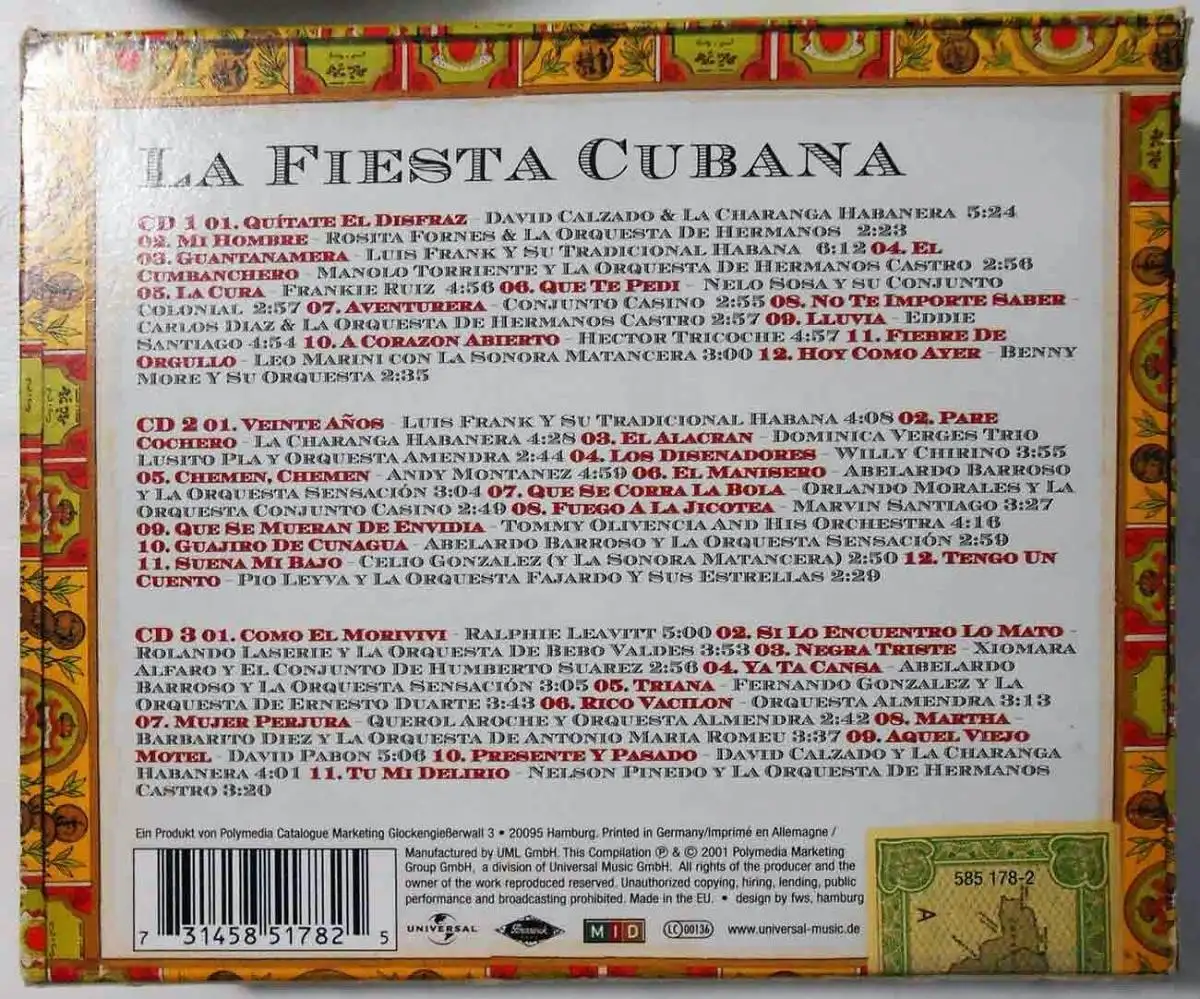 LA FIESTA CUBANA
CD 1 01. QUÍTATE EL DISFRAZ - DAVID CALZADO & LA CHARANGA HABANERA 5:24
02. MI HOMBRE - ROSITA FORNES & LA ORQUESTA DE HERMANOS 2:23
03. GUANTANAMERA - LUIS FRANK Y SU TRADICIONAL HABANA 6:12 04. EL
CUMBANCHERO - MANOLO TORRIENTE Y LA ORQUESTA DE HERMANOS CASTRO 2:56
05. LA CURA - FRANKIE RUIZ 4:56 06. QUE TE PEDI - NELO SOSA Y SU CONJUNTO
COLONIAL 2:57 07. AVENTURERA - CONJUNTO CASINO 2:55 08. NO TE IMPORTE SABER -
CARLOS DIAZ & LA ORQUESTA DE HERMANOS CASTRO 2:57 09. LLUVIA - EDDIE
SANTIAGO 4:54 10. A CORAZON ABIERTO - HECTOR TRICOCHE 4:57 11. FIEBRE DE
ORGULLO - LEO MARINI CON LA SONORA MATANCERA 3:00 12. HOY COMO AYER - BENNY
MORE Y SU ORQUESTA 2:35
CD 2 01. VEINTE AÑOS - LUIS FRANK Y SU TRADICIONAL HABANA 4:08 02. PARE
COCHERO - LA CHARANGA HABANERA 4:28 03. EL ALACRAN - DOMINICA VERGES TRIO
LUSITO PLA Y ORQUESTA AMENDRA 2:44 04. LOS DISENADORES - WILLY CHIRINO 3:55
05. CHEMEN, CHEMEN - ANDY MONTANEZ 4:59 06. EL MANISERO - ABELARDO BARROSO
Y LA ORQUESTA SENSACIÓN 3:04 07. QUE SE CORRA LA BOLA - ORLANDO MORALES Y LA
ORQUESTA CONJUNTO CASINO 2:49 08. FUEGO A LA JICOTEA - MARVIN SANTIAGO 3:27
09. QUE SE MUERAN DE ENVIDIA - TOMMY OLIVENCIA AND HIS ORCHESTRA 4:16
10. GUAJIRO DE CUNAGUA - ABELARDO BARROSO Y LA ORQUESTA SENSACIÓN 2:59
11. SUENA MI BAJO - CELIO GONZALEZ (Y LA SONORA MATANCERA) 2:50 12. TENGO UN
CUENTO - PIO LEYVA Y LA ORQUESTA FAJARDO Y SUS ESTRELLAS 2:29
CD 3 01. COMO EL MORIVIVI - RALPHIE LEAVITT 5:00 02. SI LO ENCUENTRO LO MATO -
ROLANDO LASERIE Y LA ORQUESTA DE BEBO VALDES 3:53 03. NEGRA TRISTE - XIOMARA
ALFARO Y EL CONJUNTO DE HUMBERTO SUAREZ 2:56 04. YA TA CANSA - ABELARDO
BARROSO Y LA ORQUESTA SENSACIÓN 3:05 05. TRIANA - FERNANDO GONZALEZ Y LA
ORQUESTA DE ERNESTO DUARTE 3:43 06. RICO VACILON - ORQUESTA ALMENDRA 3:13
07. MUJER PERJURA - QUEROL AROCHE Y ORQUESTA ALMENDRA 2:42 08. MARTHA -
BARBARITO DIEZ Y LA ORQUESTA DE ANTONIO MARIA ROMEU 3:37 09. AQUEL VIEJO
MOTEL - DAVID PABON 5:06 10. PRESENTE Y PASADO - DAVID CALZADO Y LA CHARANGA
HABANERA 4:01 11. TU MI DELIRIO - NELSON PINEDO Y LA ORQUESTA DE HERMANOS
CASTRO 3:20
Ein Produkt von Polymedia Catalogue Marketing Glockengießerwall 3 • 20095 Hamburg. Printed in Germany/Imprimé en Allemagne /
Manufactured by UML GmbH. This Compilation ℗ & © 2001 Polymedia Marketing
Group GmbH, a division of Universal Music GmbH. All rights of the producer and the
owner of the work reproduced reserved. Unauthorized copying, hiring, lending, public
performance and broadcasting prohibited. Made in the EU. • design by fws, hamburg
7 31458 51782 5
UNIVERSAL
MID
LC 00136
www.universal-music.de
585 178-2
A